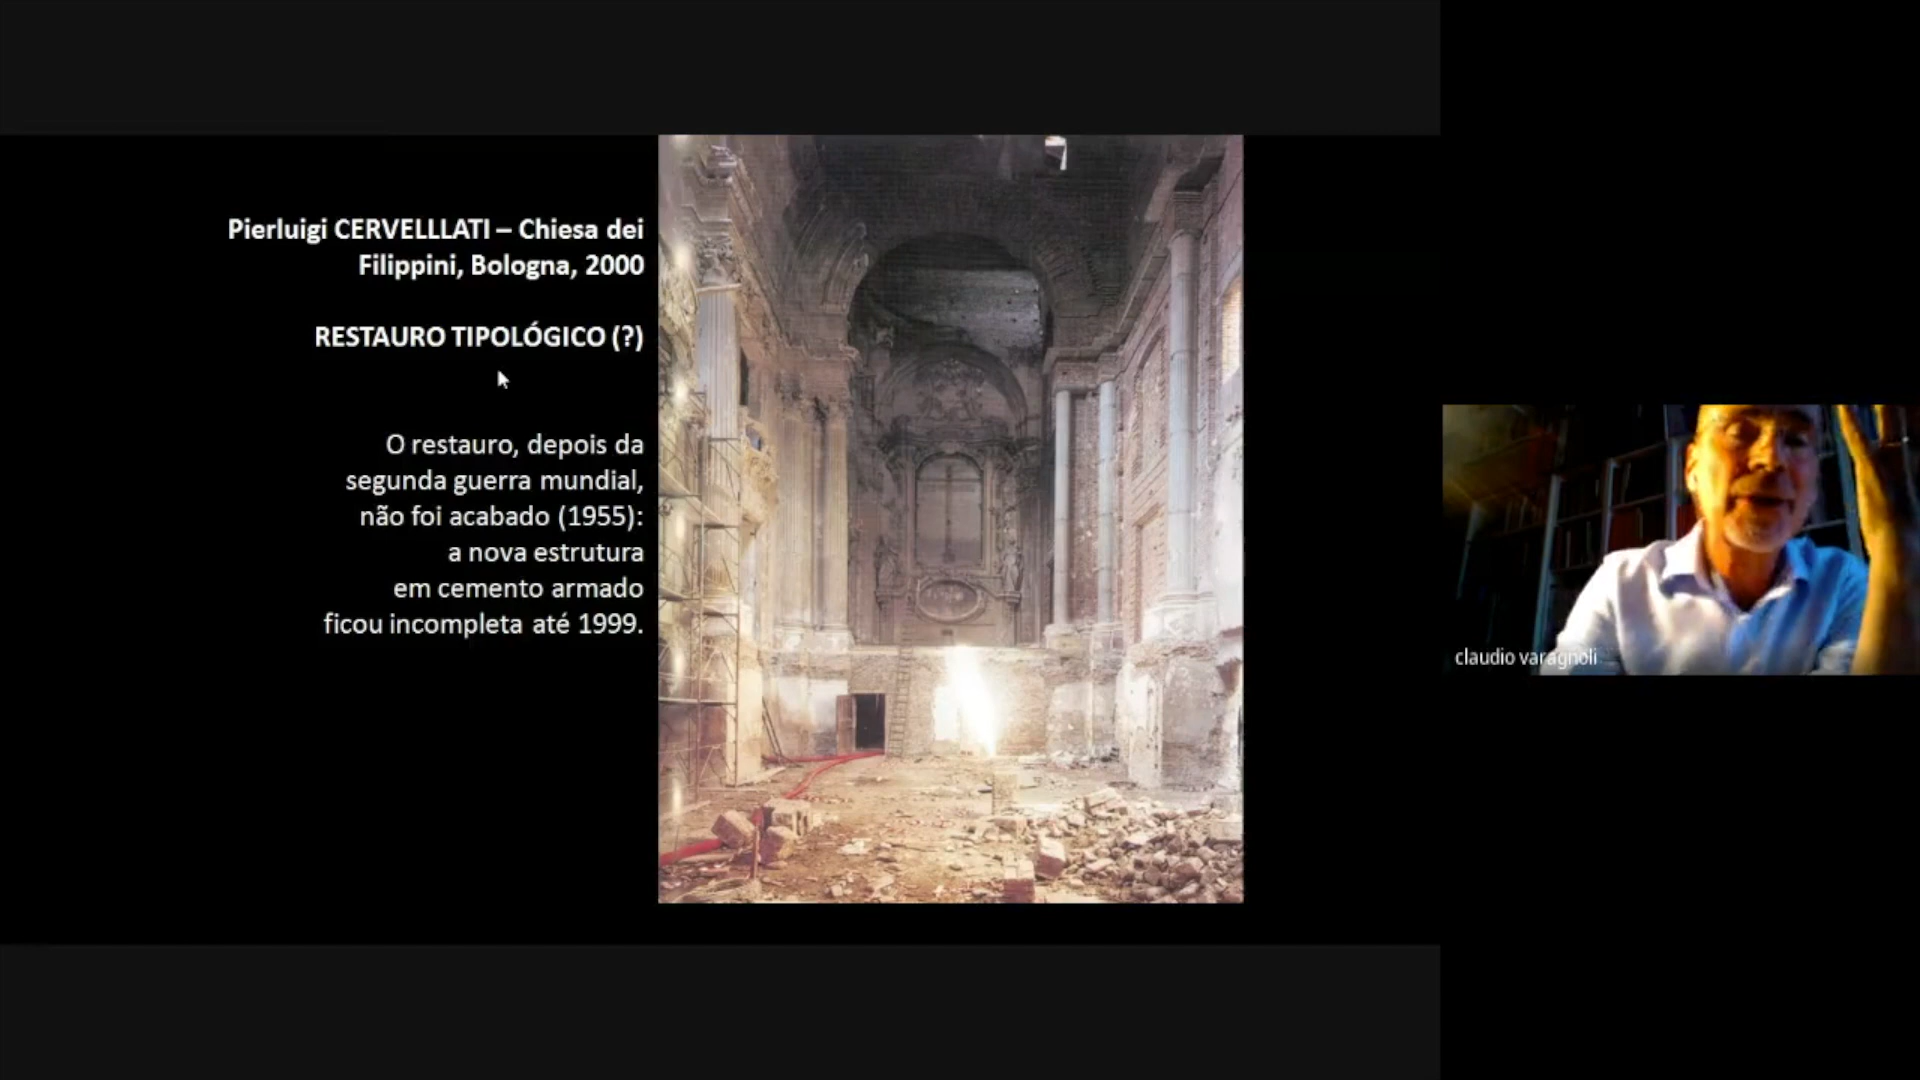 Pierluigi CERVELLLATI – Chiesa dei
Filippini, Bologna, 2000
RESTAURO TIPOLÓGICO (?)
O restauro, depois da
segunda guerra mundial,
não foi acabado (1955):
a nova estrutura
em cemento armado
ficou incompleta até 1999.
claudio varagnoli